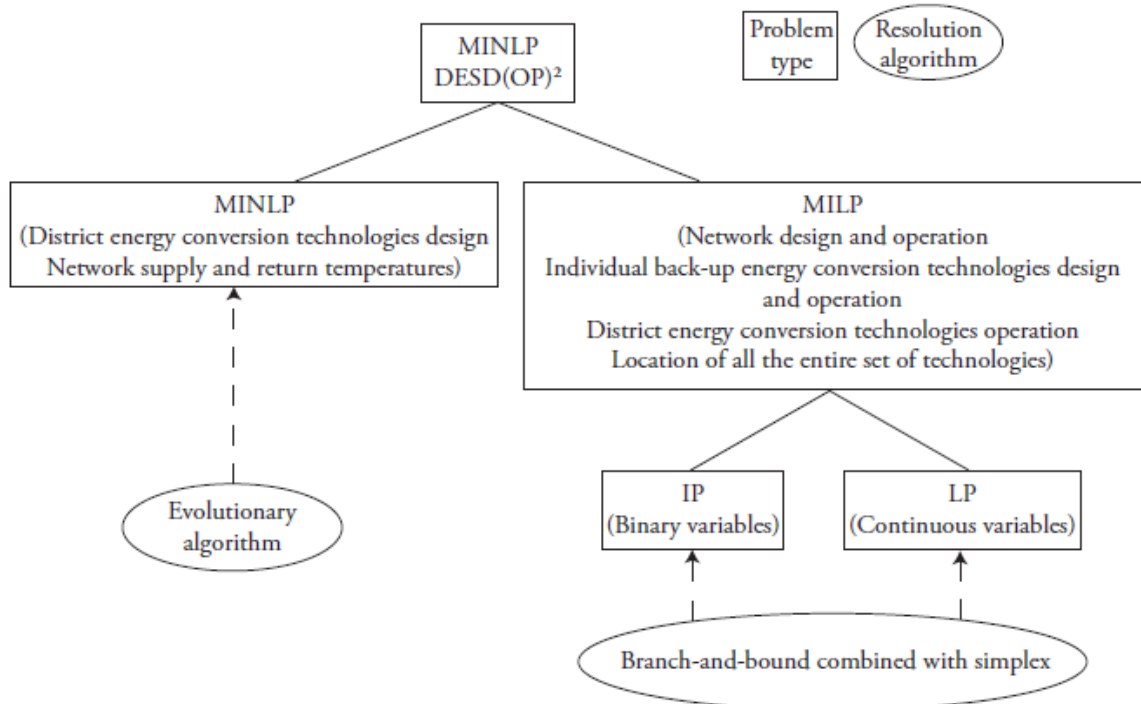 MINLP
DESD(OP)²
Problem
type
Resolution
algorithm
MINLP
(District energy conversion technologies design
Network supply and return temperatures)
MILP
(Network design and operation
Individual back-up energy conversion technologies design
and operation
District energy conversion technologies operation
Location of all the entire set of technologies)
Evolutionary
algorithm
IP
(Binary variables)
LP
(Continuous variables)
Branch-and-bound combined with simplex